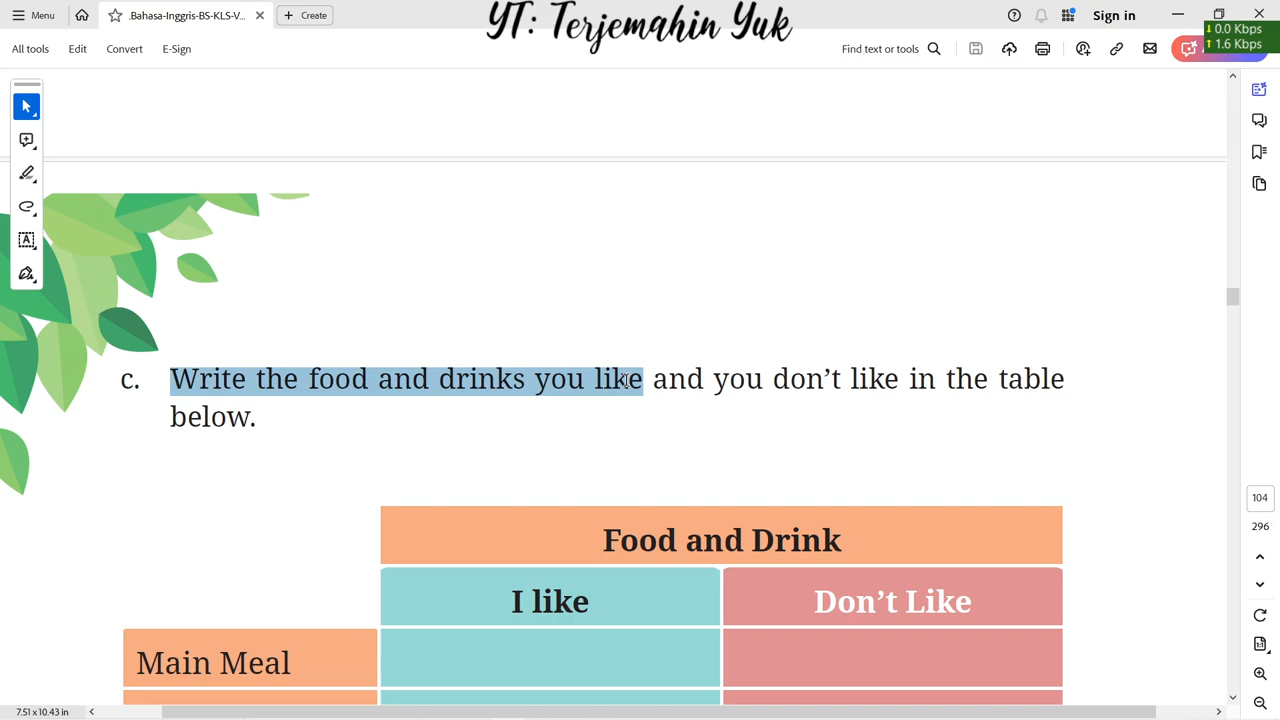 Menu
.Bahasa-Inggris-BS-KLS-V...
Create
YT: Terjemahin Yuk
Sign in
0.0 Kbps
1.6 Kbps
All tools
Edit
Convert
E-Sign
Find text or tools
c. Write the food and drinks you like and you don’t like in the table
below.
Food and Drink
I like
Don’t Like
Main Meal
104
296
7.51 x 10.43 in